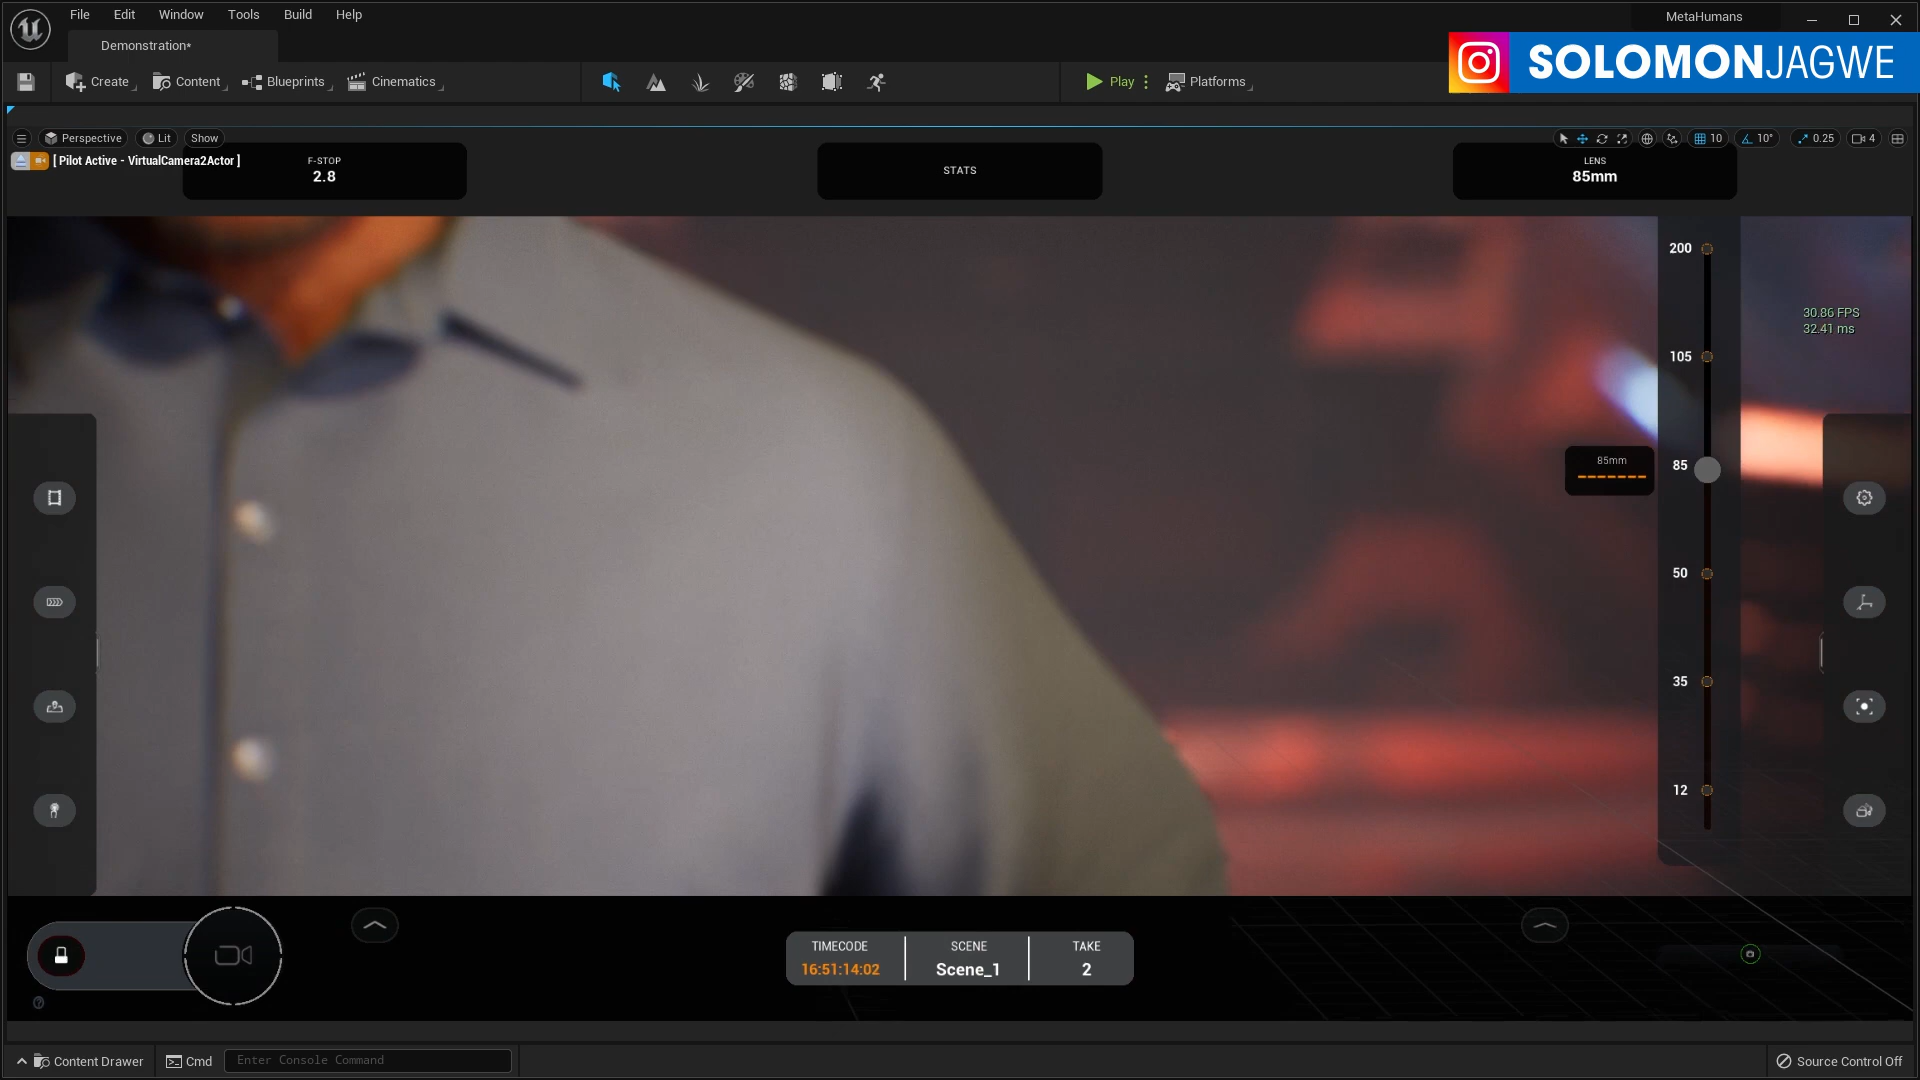 File Edit Window Tools Build Help
MetaHumans
Demonstration*
SOLOMONJAGWE
Create Content Blueprints Cinematics Play Platforms
Perspective Lit Show 10 10° 0.25 4
[ Pilot Active - VirtualCamera2Actor ]
F-STOP
2.8
STATS
LENS
85mm
200
30.86 FPS
32.41 ms
105
85mm
85
50
35
12
TIMECODE SCENE TAKE
16:51:14:02 Scene_1 2
Content Drawer Cmd Enter Console Command Source Control Off